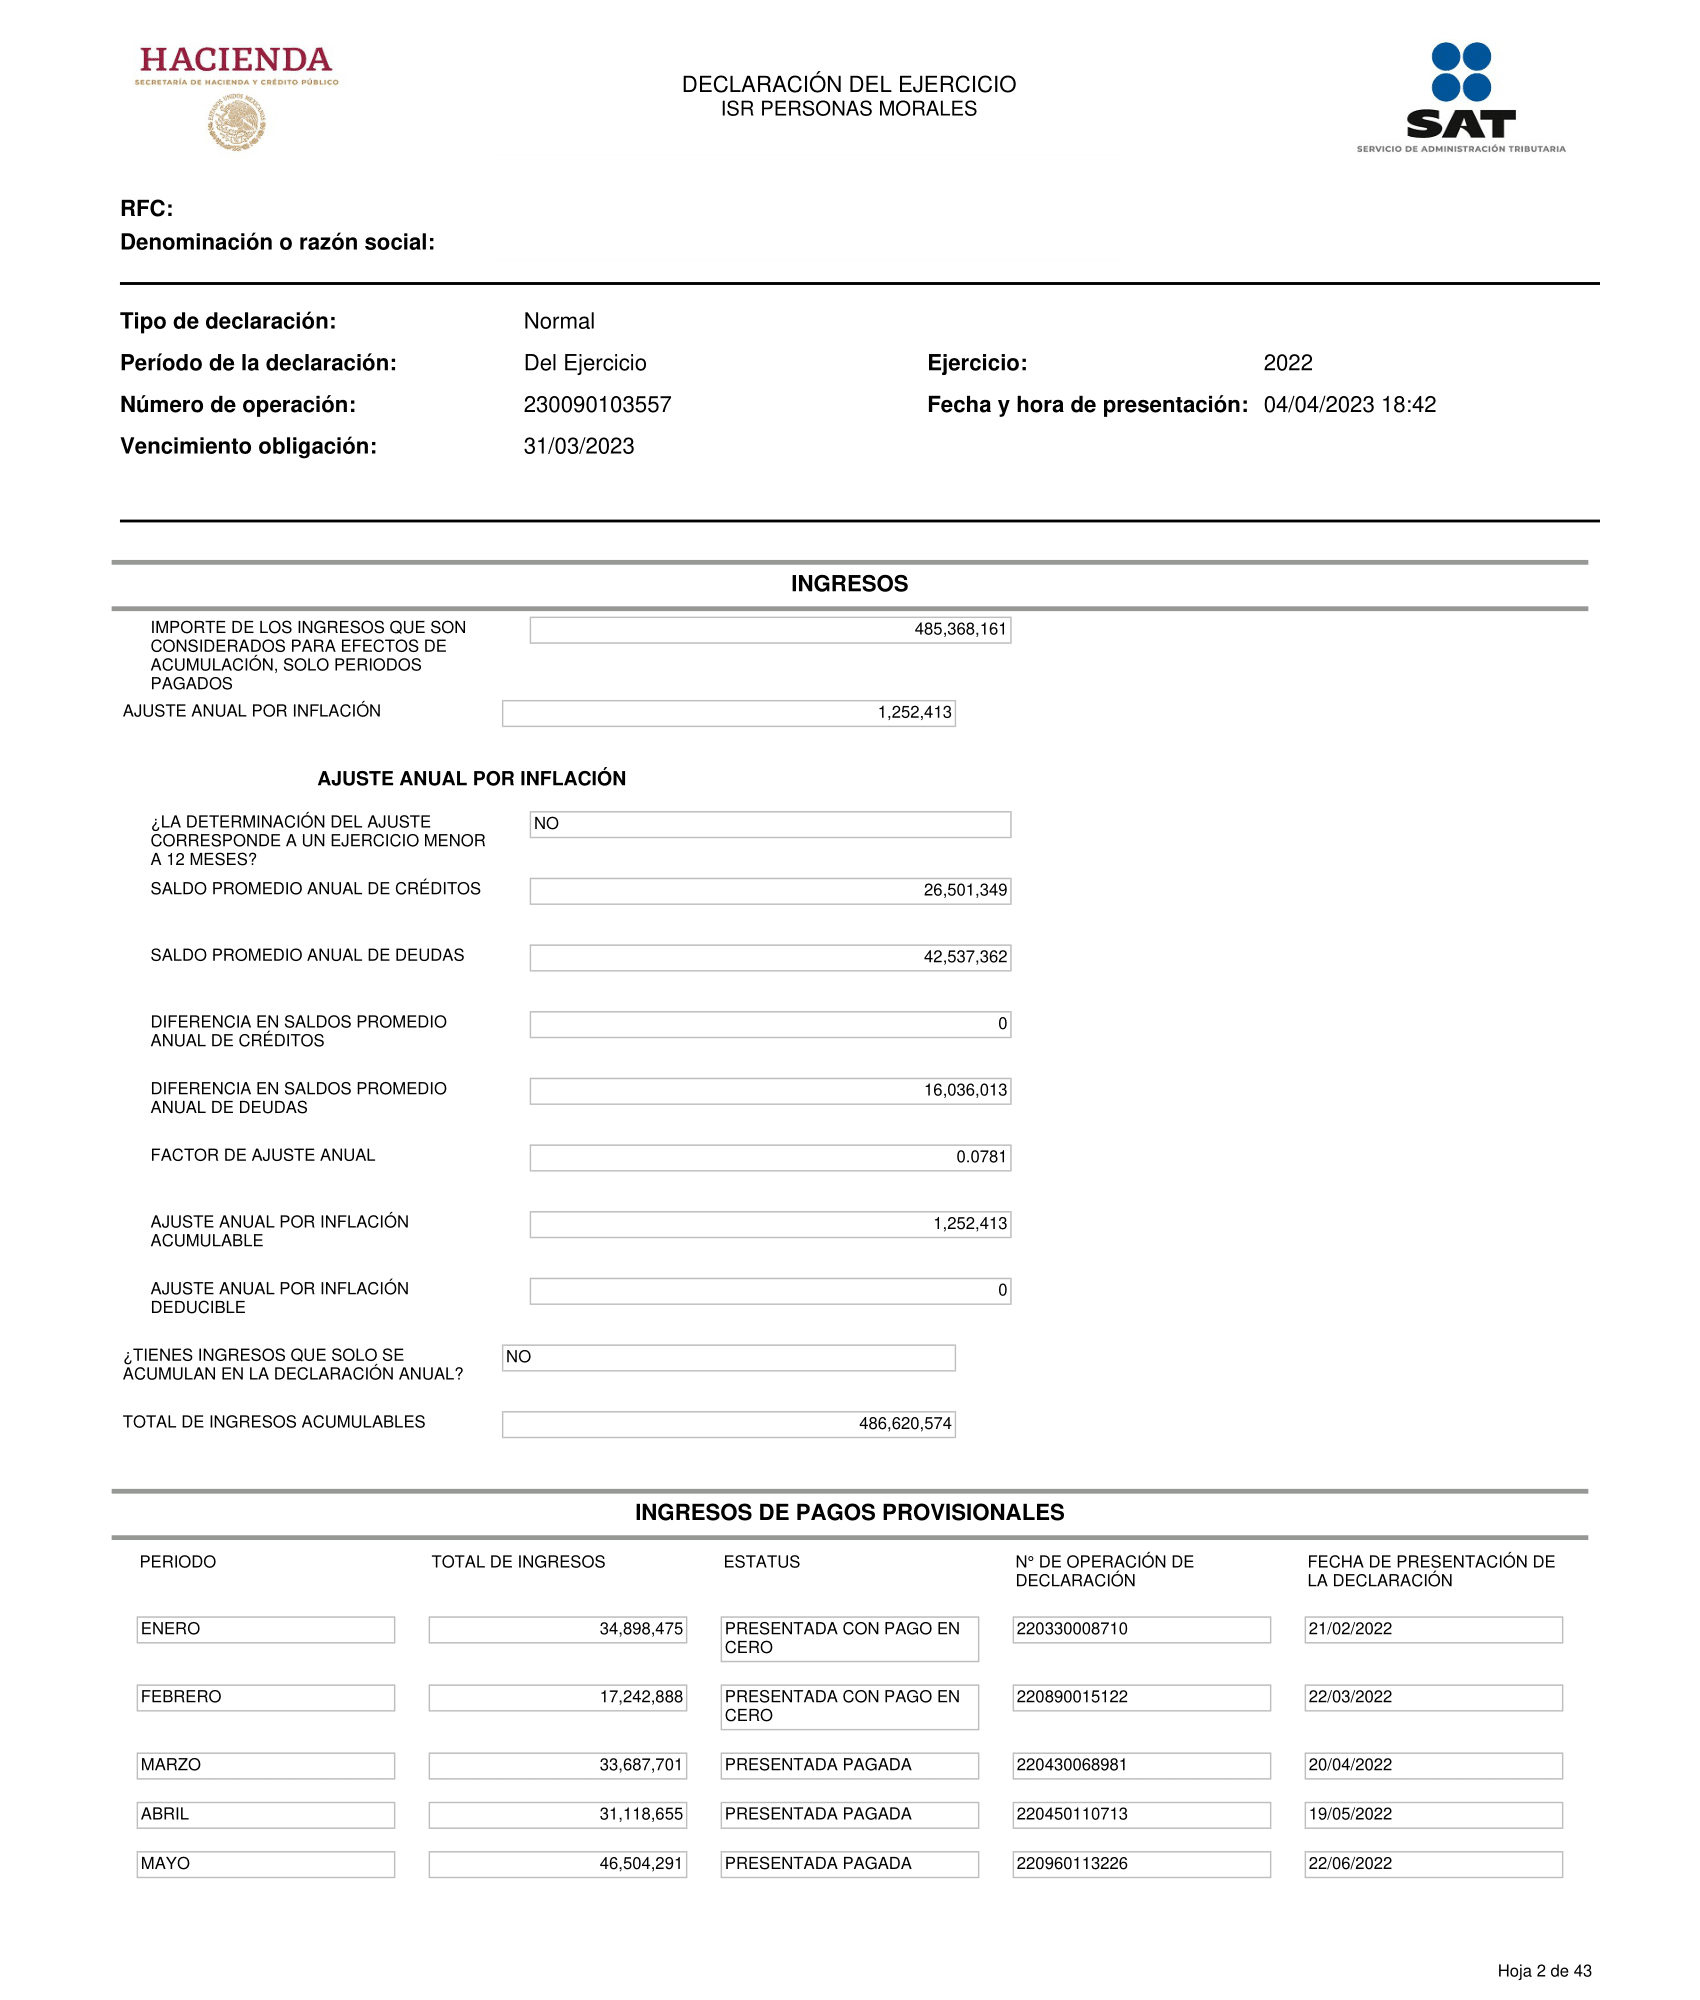 HACIENDA
SECRETARÍA DE HACIENDA Y CRÉDITO PÚBLICO
ESTADOS UNIDOS MEXICANOS
DECLARACIÓN DEL EJERCICIO
ISR PERSONAS MORALES
SAT
SERVICIO DE ADMINISTRACIÓN TRIBUTARIA
RFC:
Denominación o razón social:
Tipo de declaración: Normal
Período de la declaración: Del Ejercicio Ejercicio: 2022
Número de operación: 230090103557 Fecha y hora de presentación: 04/04/2023 18:42
Vencimiento obligación: 31/03/2023
INGRESOS
IMPORTE DE LOS INGRESOS QUE SON 485,368,161
CONSIDERADOS PARA EFECTOS DE
ACUMULACIÓN, SOLO PERIODOS
PAGADOS
AJUSTE ANUAL POR INFLACIÓN 1,252,413
AJUSTE ANUAL POR INFLACIÓN
¿LA DETERMINACIÓN DEL AJUSTE NO
CORRESPONDE A UN EJERCICIO MENOR
A 12 MESES?
SALDO PROMEDIO ANUAL DE CRÉDITOS 26,501,349
SALDO PROMEDIO ANUAL DE DEUDAS 42,537,362
DIFERENCIA EN SALDOS PROMEDIO 0
ANUAL DE CRÉDITOS
DIFERENCIA EN SALDOS PROMEDIO 16,036,013
ANUAL DE DEUDAS
FACTOR DE AJUSTE ANUAL 0.0781
AJUSTE ANUAL POR INFLACIÓN 1,252,413
ACUMULABLE
AJUSTE ANUAL POR INFLACIÓN 0
DEDUCIBLE
¿TIENES INGRESOS QUE SOLO SE NO
ACUMULAN EN LA DECLARACIÓN ANUAL?
TOTAL DE INGRESOS ACUMULABLES 486,620,574
INGRESOS DE PAGOS PROVISIONALES
PERIODO TOTAL DE INGRESOS ESTATUS N° DE OPERACIÓN DE FECHA DE PRESENTACIÓN DE
DECLARACIÓN LA DECLARACIÓN
ENERO 34,898,475 PRESENTADA CON PAGO EN 220330008710 21/02/2022
CERO
FEBRERO 17,242,888 PRESENTADA CON PAGO EN 220890015122 22/03/2022
CERO
MARZO 33,687,701 PRESENTADA PAGADA 220430068981 20/04/2022
ABRIL 31,118,655 PRESENTADA PAGADA 220450110713 19/05/2022
MAYO 46,504,291 PRESENTADA PAGADA 220960113226 22/06/2022
Hoja 2 de 43